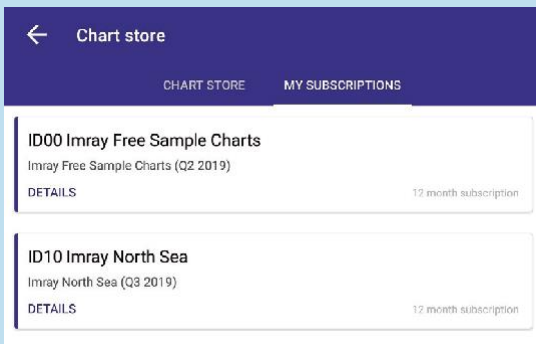 Chart store
CHART STORE MY SUBSCRIPTIONS
ID00 Imray Free Sample Charts
Imray Free Sample Charts (Q2 2019)
DETAILS 12 month subscription
ID10 Imray North Sea
Imray North Sea (Q3 2019)
DETAILS 12 month subscription